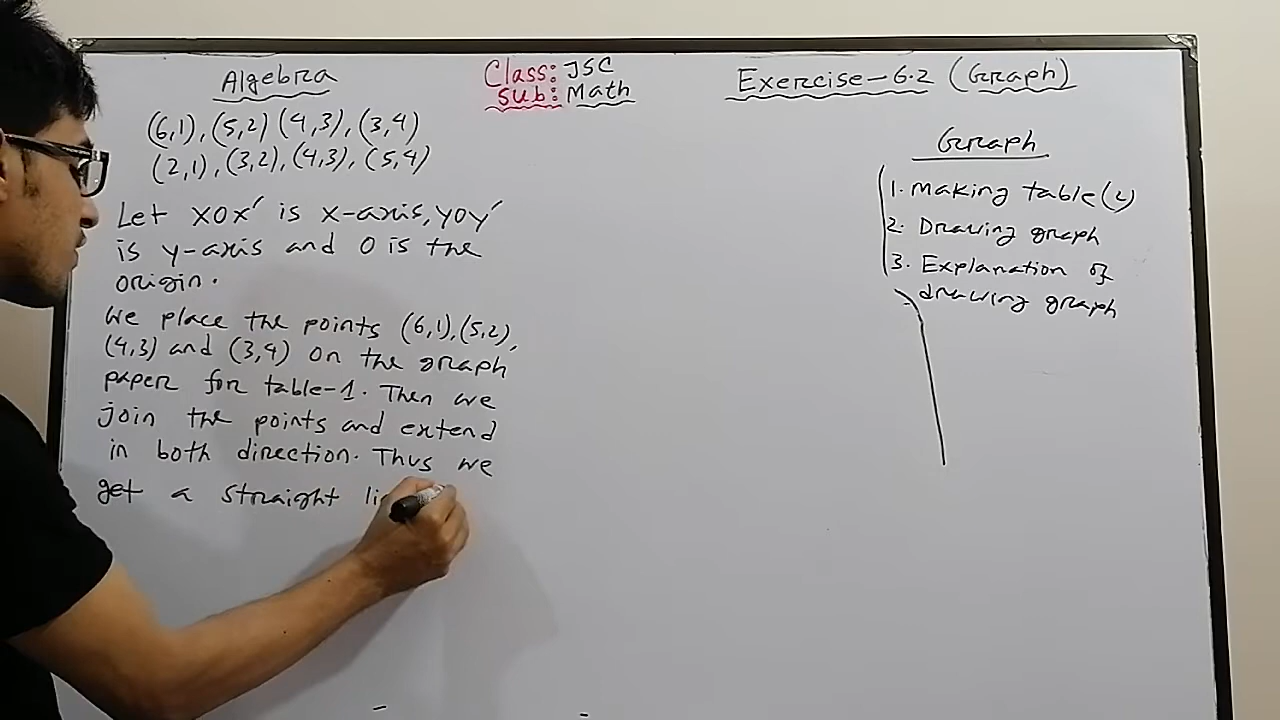 Algebra
Class: JSC
Sub: Math
Exercise-6.2 (Graph)
(6,1), (5,2) (4,3), (3,4)
(2,1), (3,2), (4,3), (5,4)
Let XOX' is x-axis, YOY'
is y-axis and O is the
origin.
We place the points (6,1), (5,2),
(4,3) and (3,4) on the graph
paper for table-1. Then we
join the points and extend
in both direction. Thus we
get a straight
Graph
1. Making table (2)
2. Drawing graph
3. Explanation of
drawing graph